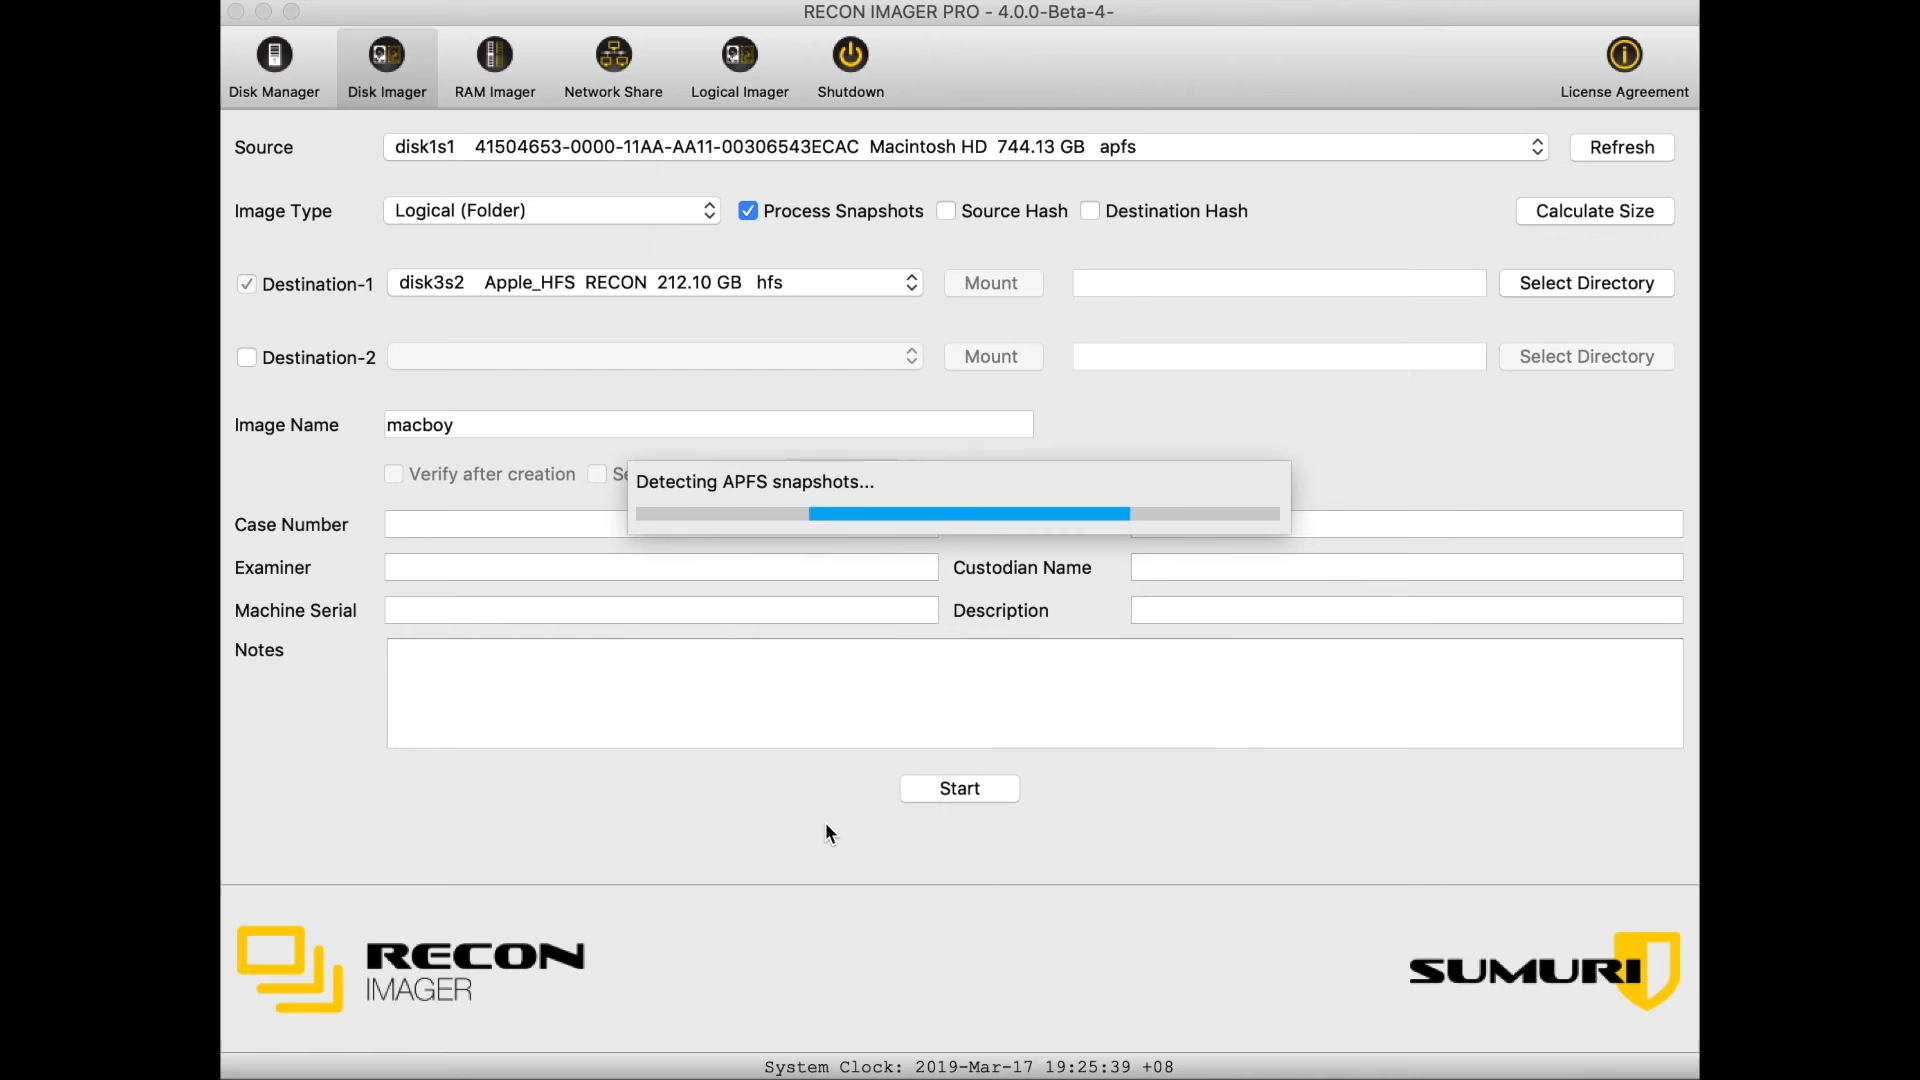 RECON IMAGER PRO - 4.0.0-Beta-4-
Disk Manager
Disk Imager
RAM Imager
Network Share
Logical Imager
Shutdown
License Agreement
Source
disk1s1 41504653-0000-11AA-AA11-00306543ECAC Macintosh HD 744.13 GB apfs
Refresh
Image Type
Logical (Folder)
Process Snapshots
Source Hash
Destination Hash
Calculate Size
Destination-1
disk3s2 Apple_HFS RECON 212.10 GB hfs
Mount
Select Directory
Destination-2
Mount
Select Directory
Image Name
macboy
Verify after creation
Detecting APFS snapshots...
Case Number
Examiner
Custodian Name
Machine Serial
Description
Notes
Start
RECON
IMAGER
SUMURI
System Clock: 2019-Mar-17 19:25:39 +08